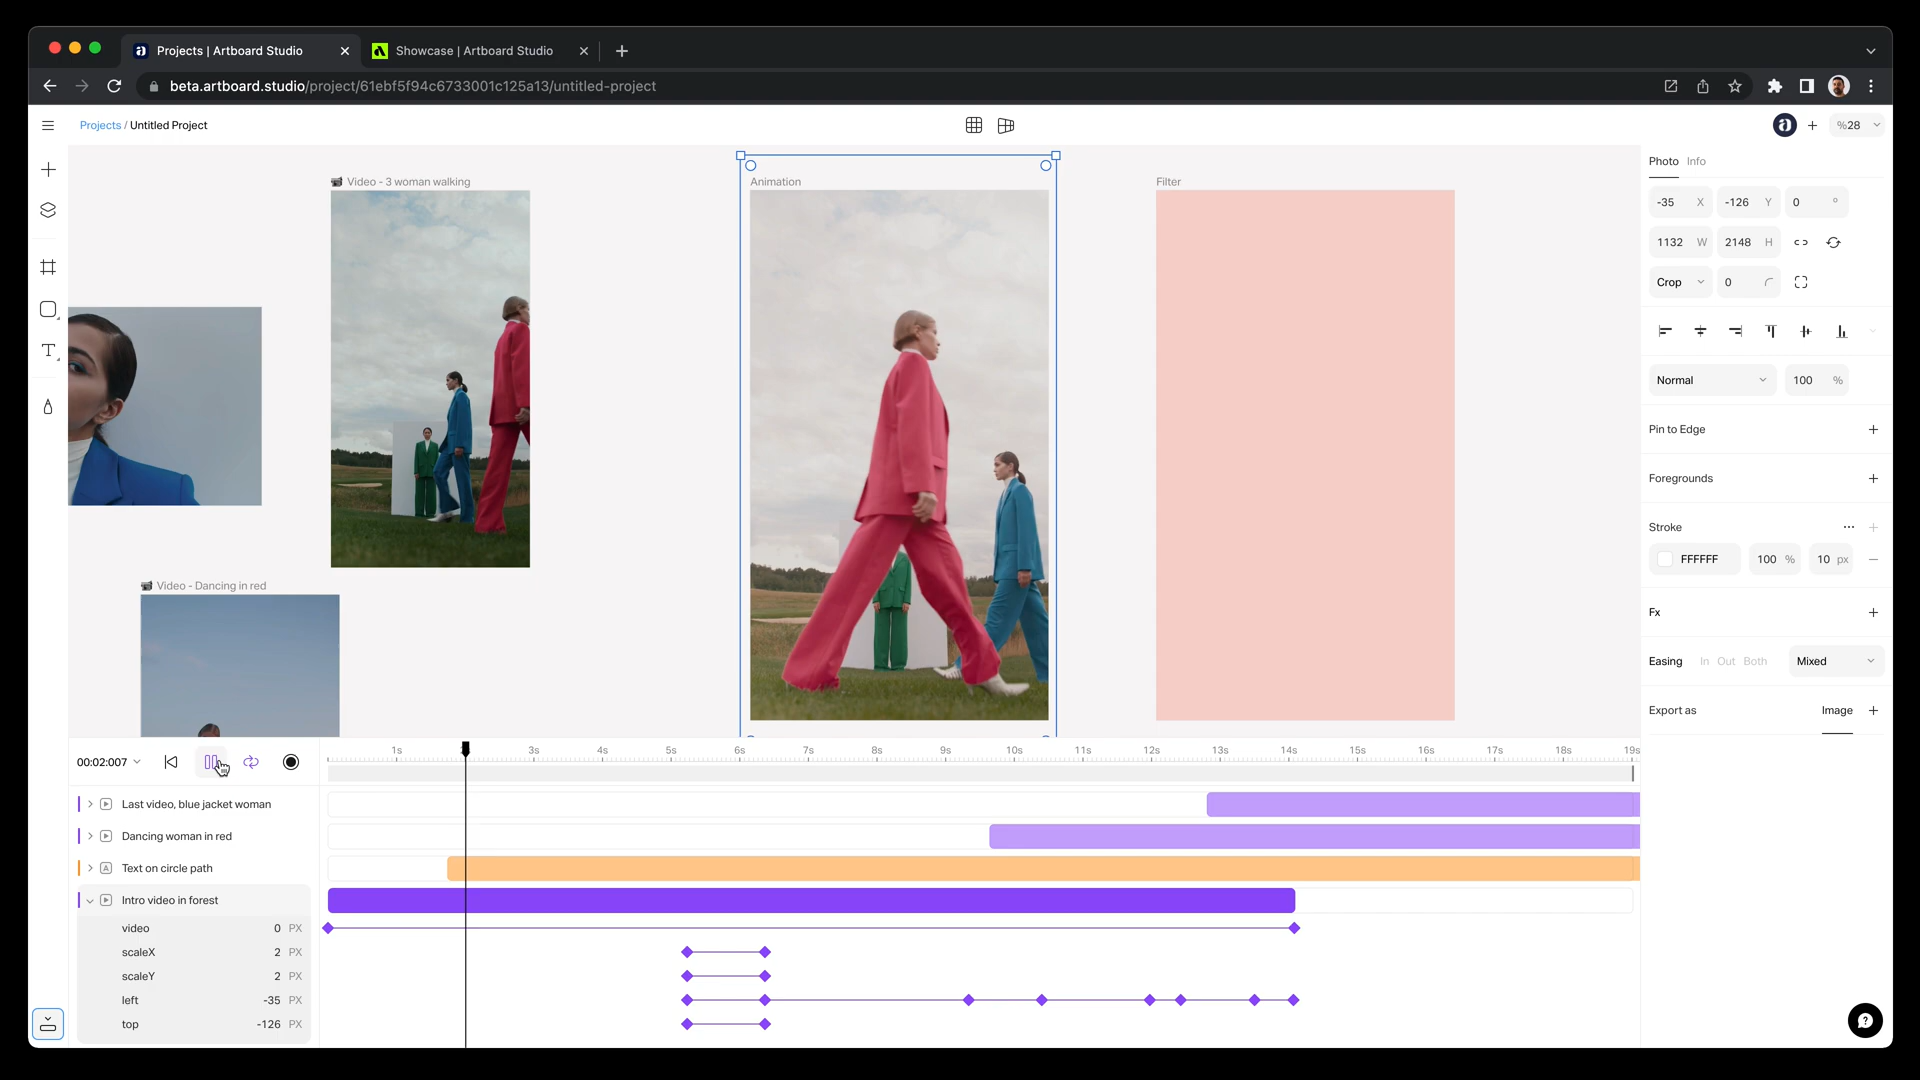 Projects | Artboard Studio
Showcase | Artboard Studio
beta.artboard.studio/project/61ebf5f94c6733001c125a13/untitled-project
Projects / Untitled Project
%28
Photo Info
-35 X -126 Y 0 °
1132 W 2148 H
Crop 0
Normal 100 %
Pin to Edge
Foregrounds
Stroke
FFFFFF 100 % 10 px
Fx
Easing In Out Both Mixed
Export as Image
Video - 3 woman walking
Animation
Filter
Video - Dancing in red
00:02:007
1s 3s 4s 5s 6s 7s 8s 9s 10s 11s 12s 13s 14s 15s 16s 17s 18s 19s
Last video, blue jacket woman
Dancing woman in red
A Text on circle path
Intro video in forest
video 0 PX
scaleX 2 PX
scaleY 2 PX
left -35 PX
top -126 PX